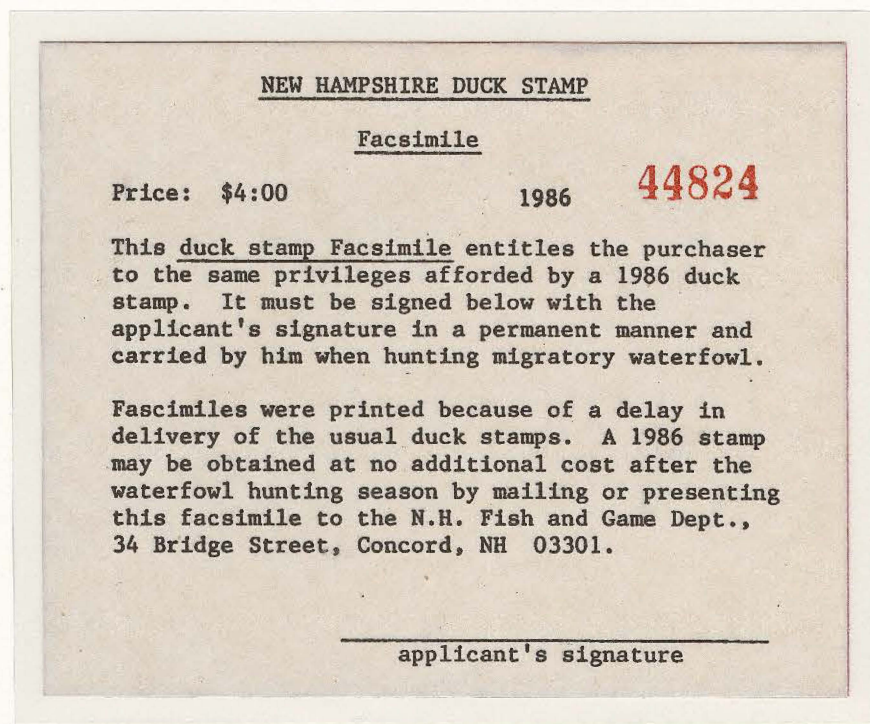 NEW HAMPSHIRE DUCK STAMP
Facsimile
Price: $4:00 1986 44824
This duck stamp Facsimile entitles the purchaser
to the same privileges afforded by a 1986 duck
stamp. It must be signed below with the
applicant's signature in a permanent manner and
carried by him when hunting migratory waterfowl.
Fascimiles were printed because of a delay in
delivery of the usual duck stamps. A 1986 stamp
may be obtained at no additional cost after the
waterfowl hunting season by mailing or presenting
this facsimile to the N.H. Fish and Game Dept.,
34 Bridge Street, Concord, NH 03301.
applicant's signature